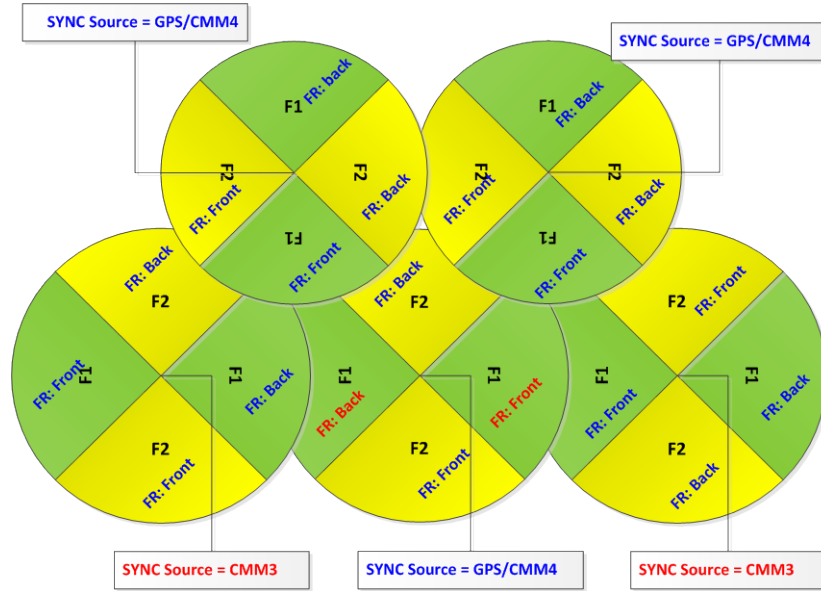 SYNC Source = GPS/CMM4
SYNC Source = GPS/CMM4
F1
FR: back
F2
FR: Front
F2
FR: Back
F1
FR: Front
F1
FR: Back
F2
FR: Front
F2
FR: Back
F1
FR: Front
FR: Back
F2
F1
FR: Front
F1
FR: Back
F2
FR: Front
FR: Back
F2
F1
FR: Back
F1
FR: Front
F2
FR: Front
F2
FR: Front
F1
FR: Front
F1
FR: Back
F2
FR: Back
SYNC Source = CMM3
SYNC Source = GPS/CMM4
SYNC Source = CMM3